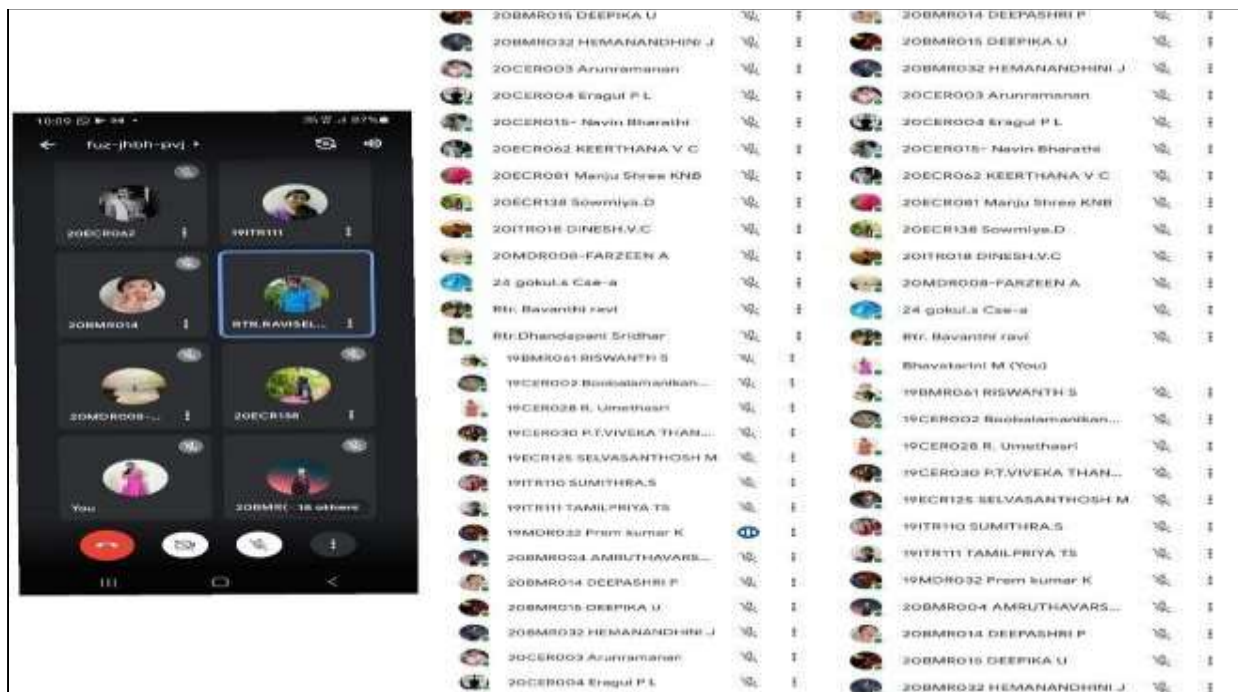 10:09
87%
fuz-jhbh-pvj
20ECR062
19ITR111
20BMR014
RTR.RAVISEL...
20MDR008-...
20ECR138
You
20BMR(
18 others
20BMR015 DEEPIKA U
20BMR032 HEMANANDHINI J
20CER003 Arunramanan
20CER004 Eragul P L
20CER015- Navin Bharathi
20ECR062 KEERTHANA V C
20ECR081 Manju Shree KNB
20ECR138 Sowmiya.D
20ITR018 DINESH.V.C
20MDR008-FARZEEN A
24 gokul.s Cse-a
Rtr. Bavanthi ravi
Rtr.Dhandapani Sridhar
19BMR061 RISWANTH S
19CER002 Boobalamanikan...
19CER028 R. Umethasri
19CER030 P.T.VIVEKA THAN...
19ECR125 SELVASANTHOSH M
19ITR110 SUMITHRA.S
19ITR111 TAMILPRIYA TS
19MDR032 Prem kumar K
20BMR004 AMRUTHAVARS...
20BMR014 DEEPASHRI P
20BMR015 DEEPIKA U
20BMR032 HEMANANDHINI J
20CER003 Arunramanan
20CER004 Eragul P L
20BMR014 DEEPASHRI P
20BMR015 DEEPIKA U
20BMR032 HEMANANDHINI J
20CER003 Arunramanan
20CER004 Eragul P L
20CER015- Navin Bharathi
20ECR062 KEERTHANA V C
20ECR081 Manju Shree KNB
20ECR138 Sowmiya.D
20ITR018 DINESH.V.C
20MDR008-FARZEEN A
24 gokul.s Cse-a
Rtr. Bavanthi ravi
Bhavatarini M (You)
19BMR061 RISWANTH S
19CER002 Boobalamanikan...
19CER028 R. Umethasri
19CER030 P.T.VIVEKA THAN...
19ECR125 SELVASANTHOSH M
19ITR110 SUMITHRA.S
19ITR111 TAMILPRIYA TS
19MDR032 Prem kumar K
20BMR004 AMRUTHAVARS...
20BMR014 DEEPASHRI P
20BMR015 DEEPIKA U
20BMR032 HEMANANDHINI J